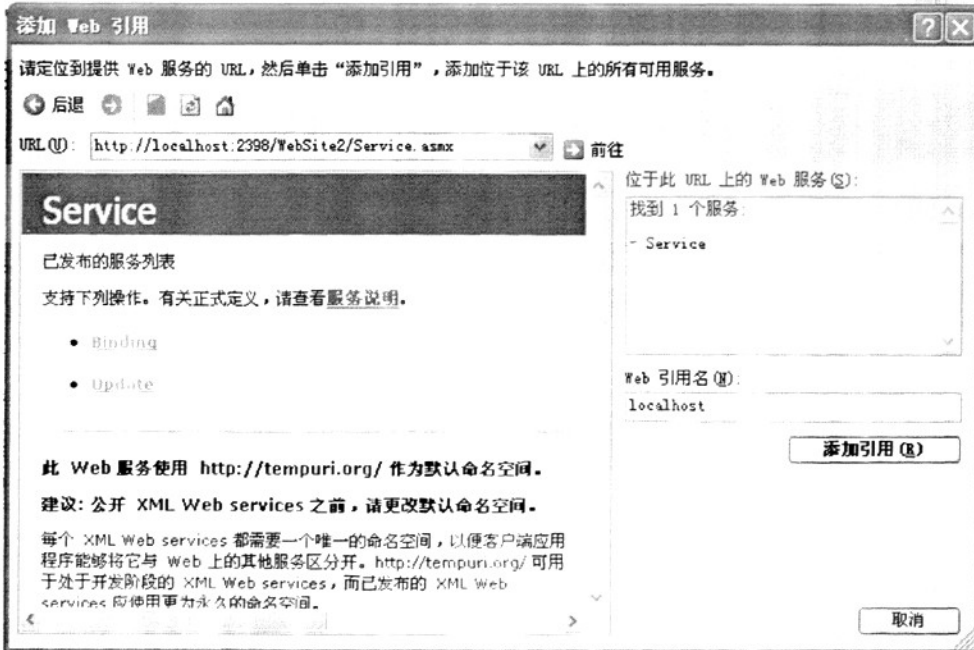 添加 Web 引用
请定位到提供 Web 服务的 URL,然后单击“添加引用”,添加位于该 URL 上的所有可用服务。
后退
URL(U): http://localhost:2398/WebSite2/Service.asmx 前往
Service
已发布的服务列表
支持下列操作。有关正式定义,请查看服务说明。
• Binding
• Update
此 Web 服务使用 http://tempuri.org/ 作为默认命名空间。
建议: 公开 XML Web services 之前,请更改默认命名空间。
每个 XML Web services 都需要一个唯一的命名空间,以便客户端应用
程序能够将它与 Web 上的其他服务区分开。http://tempuri.org/ 可用
于处于开发阶段的 XML Web services,而已发布的 XML Web
services 应使用更为永久的命名空间。
位于此 URL 上的 Web 服务(S):
找到 1 个服务:
- Service
Web 引用名(N):
localhost
添加引用(R)
取消